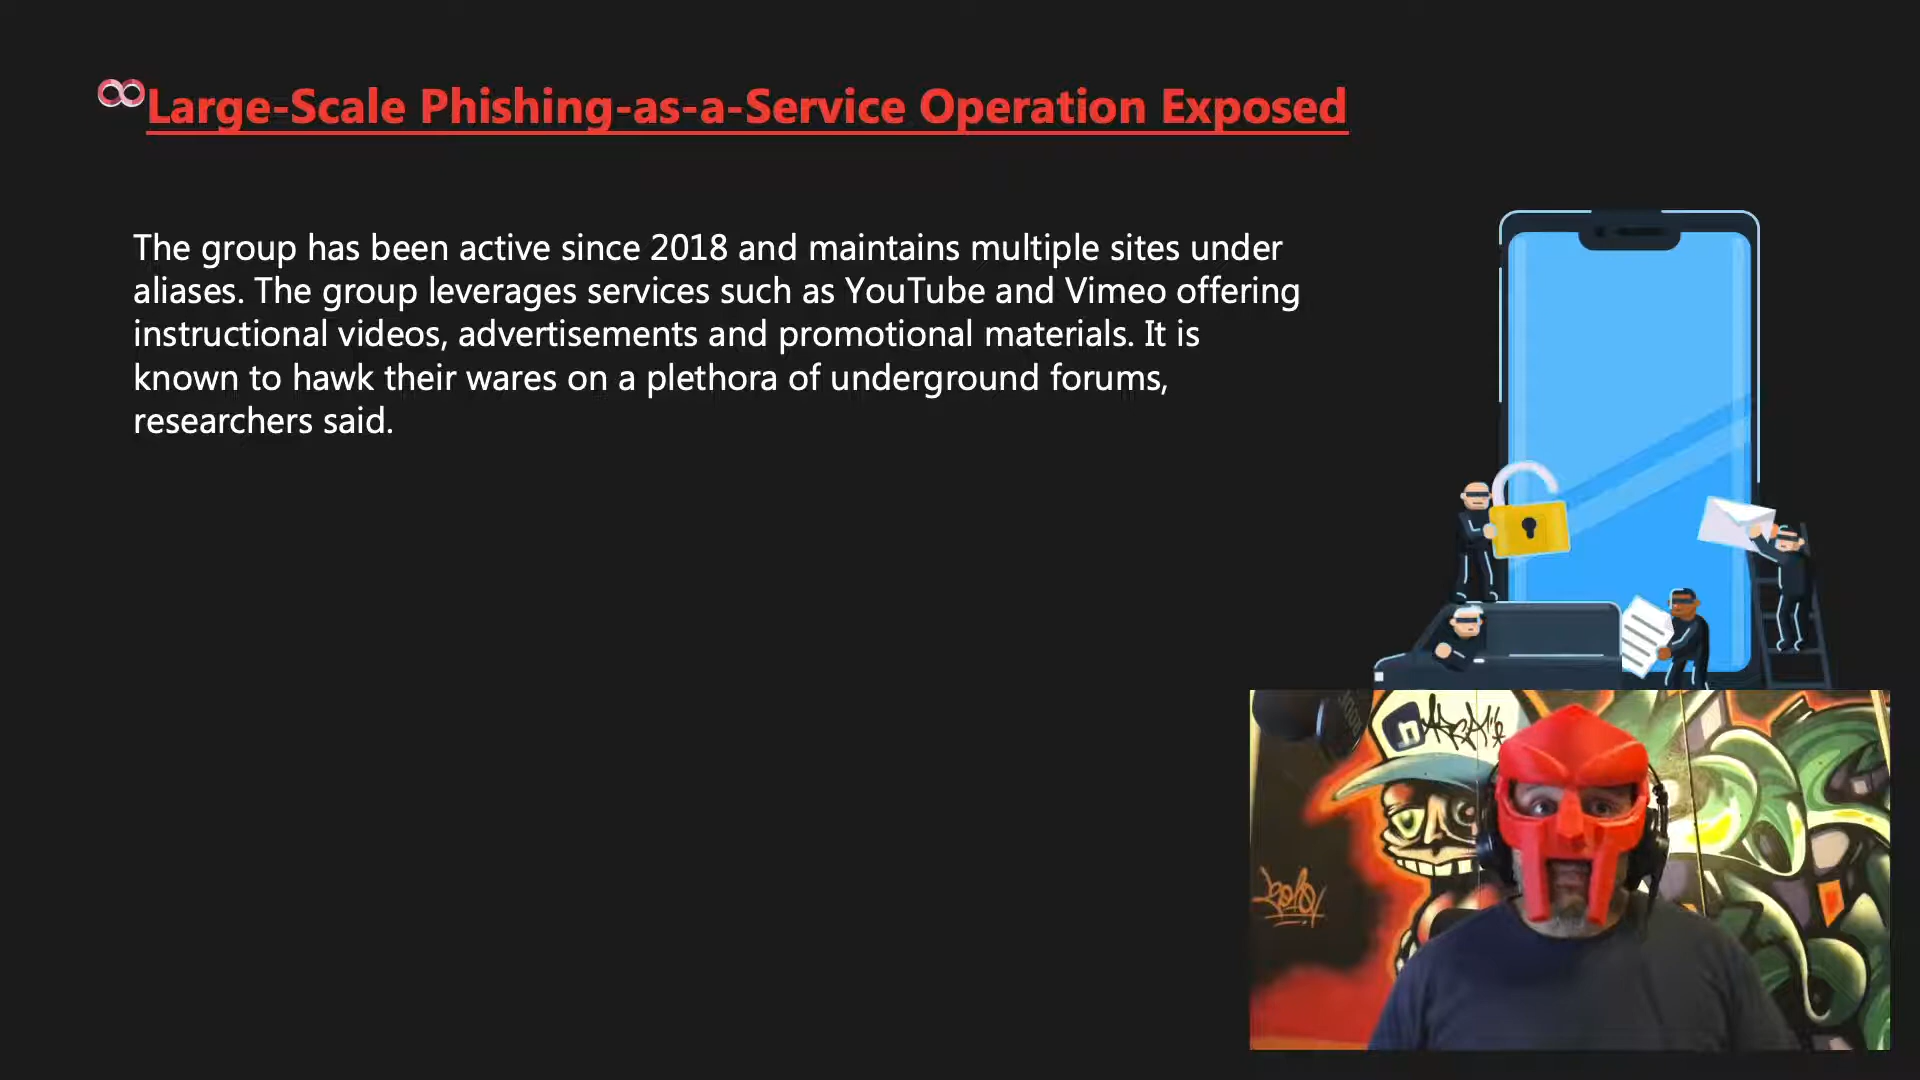 Large-Scale Phishing-as-a-Service Operation Exposed
The group has been active since 2018 and maintains multiple sites under
aliases. The group leverages services such as YouTube and Vimeo offering
instructional videos, advertisements and promotional materials. It is
known to hawk their wares on a plethora of underground forums,
researchers said.